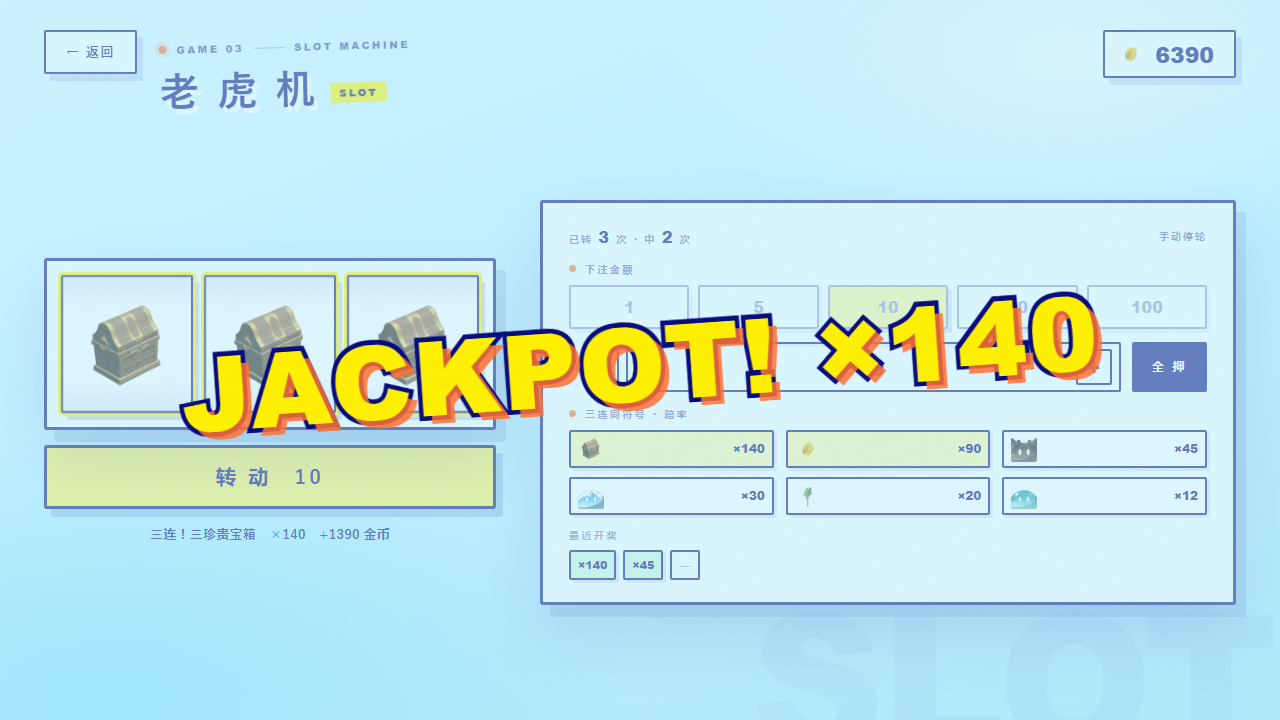 ← 返回
GAME 03 —— SLOT MACHINE
老虎机 SLOT
6390
已转 3 次 · 中 2 次
手动停轮
下注金额
1 5 10 100
全押
JACKPOT! ×140
三连同符号 · 赔率
×140 ×90 ×45
×30 ×20 ×12
转动 10
三连！三珍贵宝箱 ×140 +1390 金币
最近开奖
×140 ×45 —
SLOT